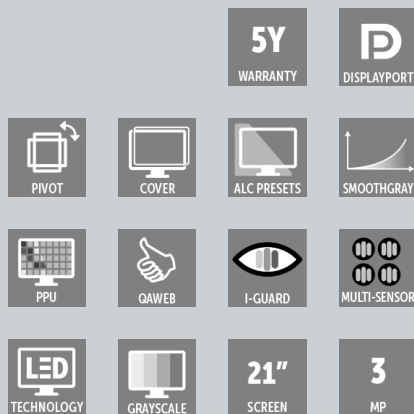 5Y
WARRANTY
DISPLAYPORT
PIVOT
COVER
ALC PRESETS
SMOOTHGRAY
PPU
QAWEB
I-GUARD
MULTI-SENSOR
LED
TECHNOLOGY
GRAYSCALE
21"
SCREEN
3
MP